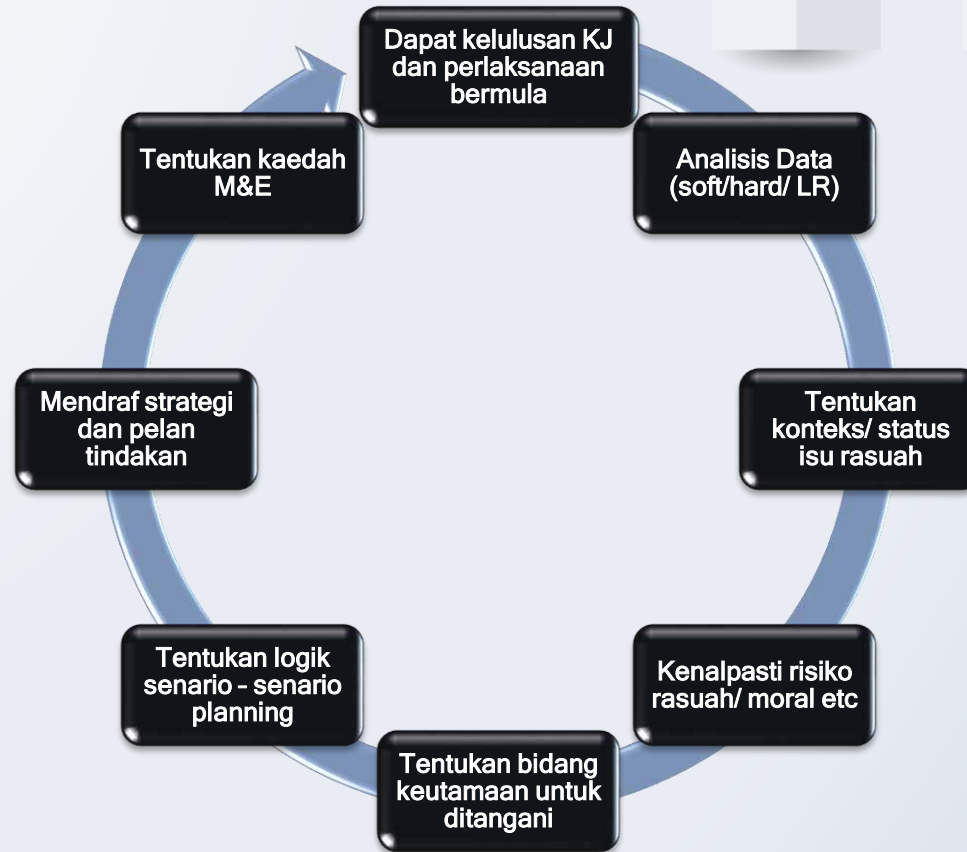 Dapat kelulusan KJ
dan perlaksanaan
bermula
Analisis Data
(soft/hard/ LR)
Tentukan
konteks/ status
isu rasuah
Kenalpasti risiko
rasuah/ moral etc
Tentukan bidang
keutamaan untuk
ditangani
Tentukan logik
senario - senario
planning
Mendraf strategi
dan pelan
tindakan
Tentukan kaedah
M&E